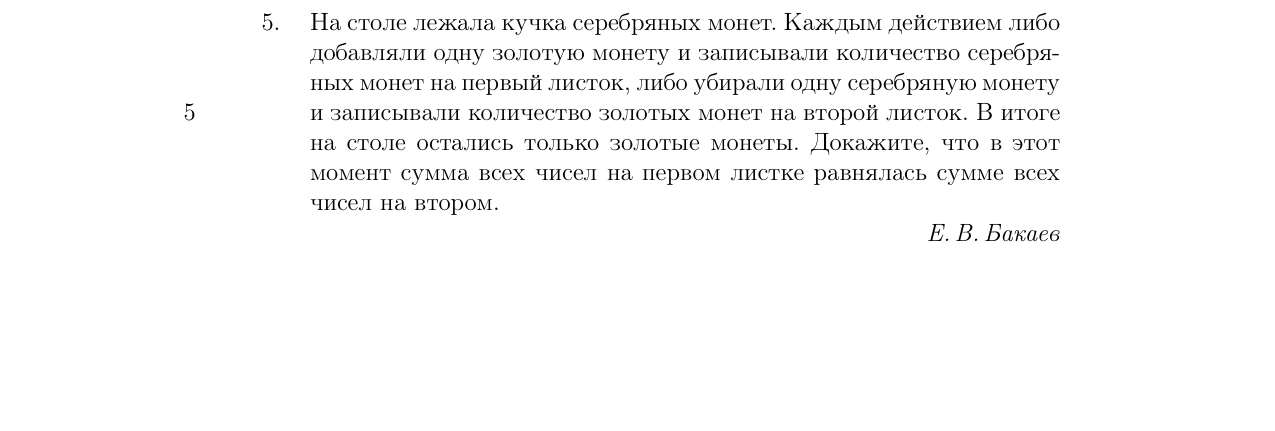 5. На столе лежала кучка серебряных монет. Каждым действием либо
добавляли одну золотую монету и записывали количество серебря-
ных монет на первый листок, либо убирали одну серебряную монету
5 и записывали количество золотых монет на второй листок. В итоге
на столе остались только золотые монеты. Докажите, что в этот
момент сумма всех чисел на первом листке равнялась сумме всех
чисел на втором.
Е. В. Бакаев